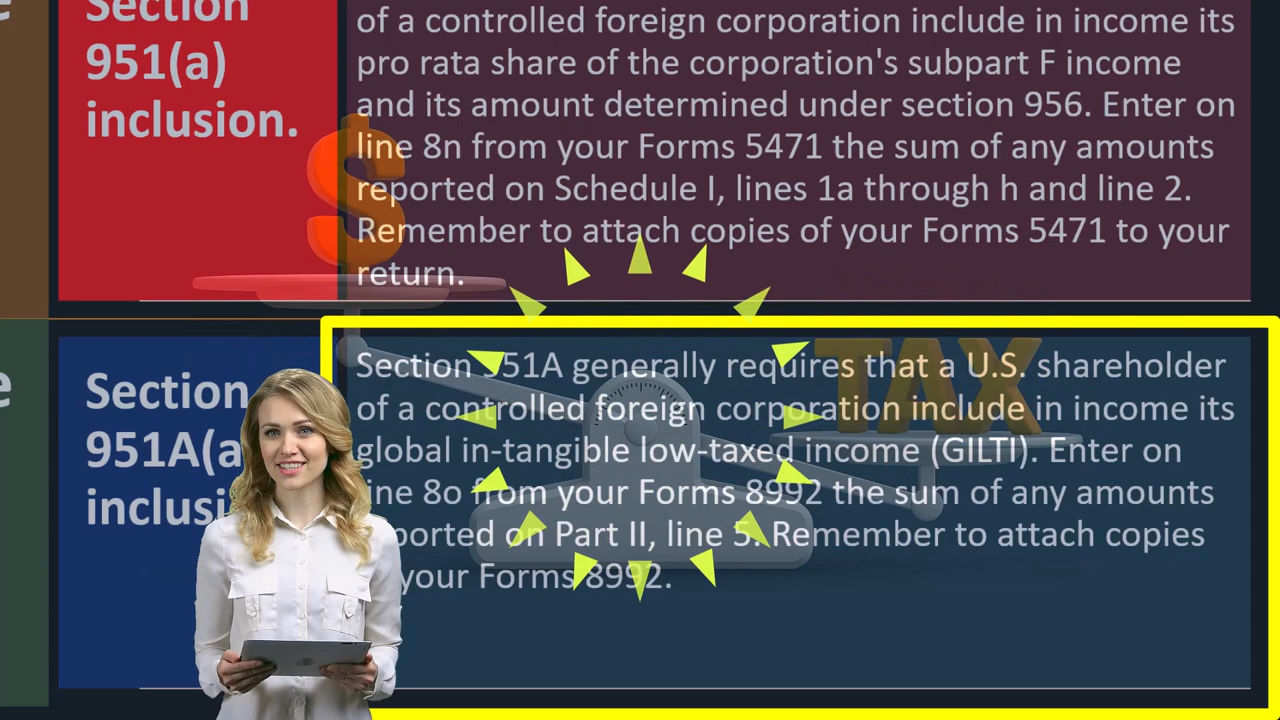 Section
951(a)
inclusion.
of a controlled foreign corporation include in income its
pro rata share of the corporation's subpart F income
and its amount determined under section 956. Enter on
line 8n from your Forms 5471 the sum of any amounts
reported on Schedule I, lines 1a through h and line 2.
Remember to attach copies of your Forms 5471 to your
return.
$
e
Section
951A(a
inclusi
Section 951A generally requires that a U.S. shareholder
of a controlled foreign corporation include in income its
global in-tangible low-taxed income (GILTI). Enter on
line 8o from your Forms 8992 the sum of any amounts
ported on Part II, line 5. Remember to attach copies
your Forms 8992.
TAX